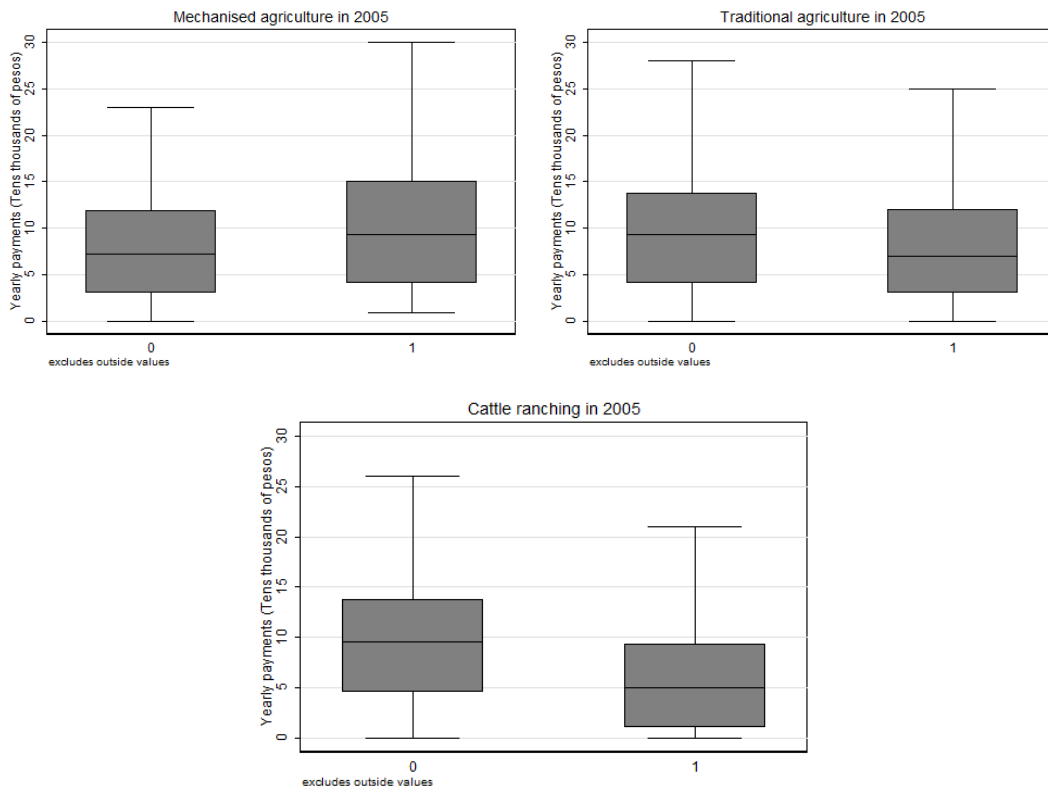 Mechanised agriculture in 2005
Yearly payments (Tens thousands of pesos)
30
25
20
15
10
5
0
0 1
excludes outside values
Traditional agriculture in 2005
Yearly payments (Tens thousands of pesos)
30
25
20
15
10
5
0
0 1
excludes outside values
Cattle ranching in 2005
Yearly payments (Tens thousands of pesos)
30
25
20
15
10
5
0
0 1
excludes outside values